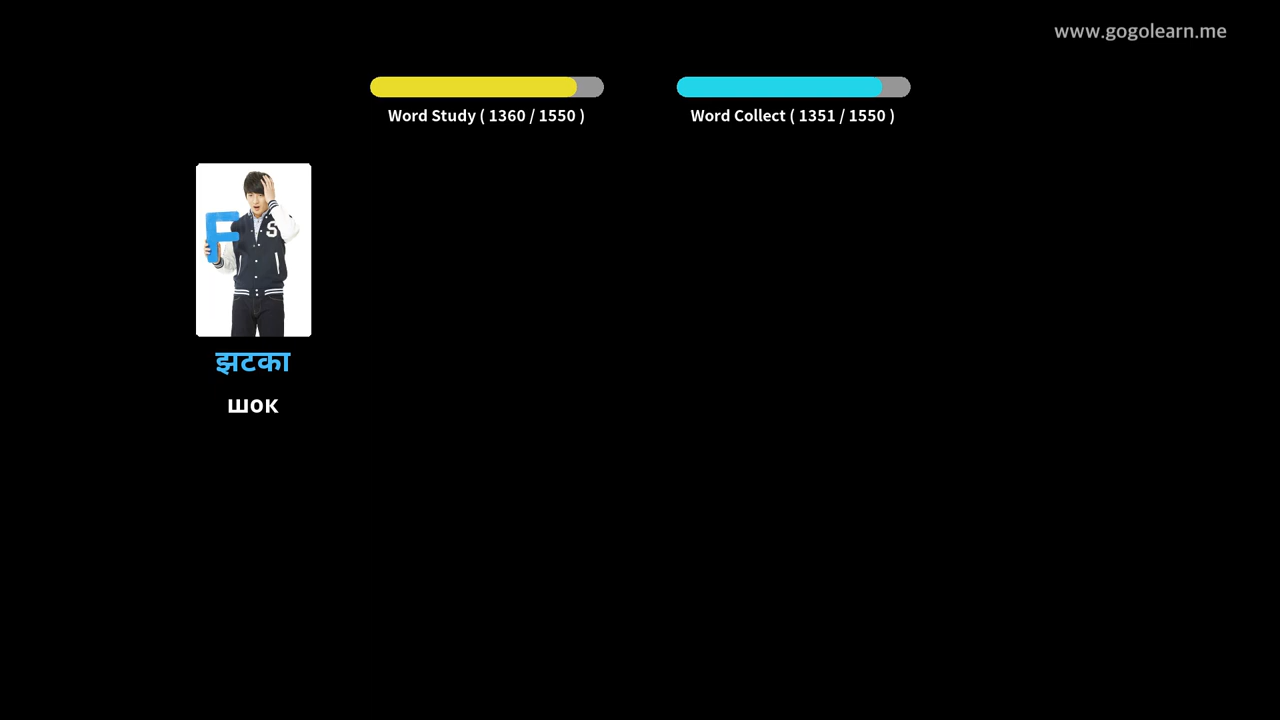 www.gogolearn.me
Word Study ( 1360 / 1550 )
Word Collect ( 1351 / 1550 )
F
S
झटका
шок